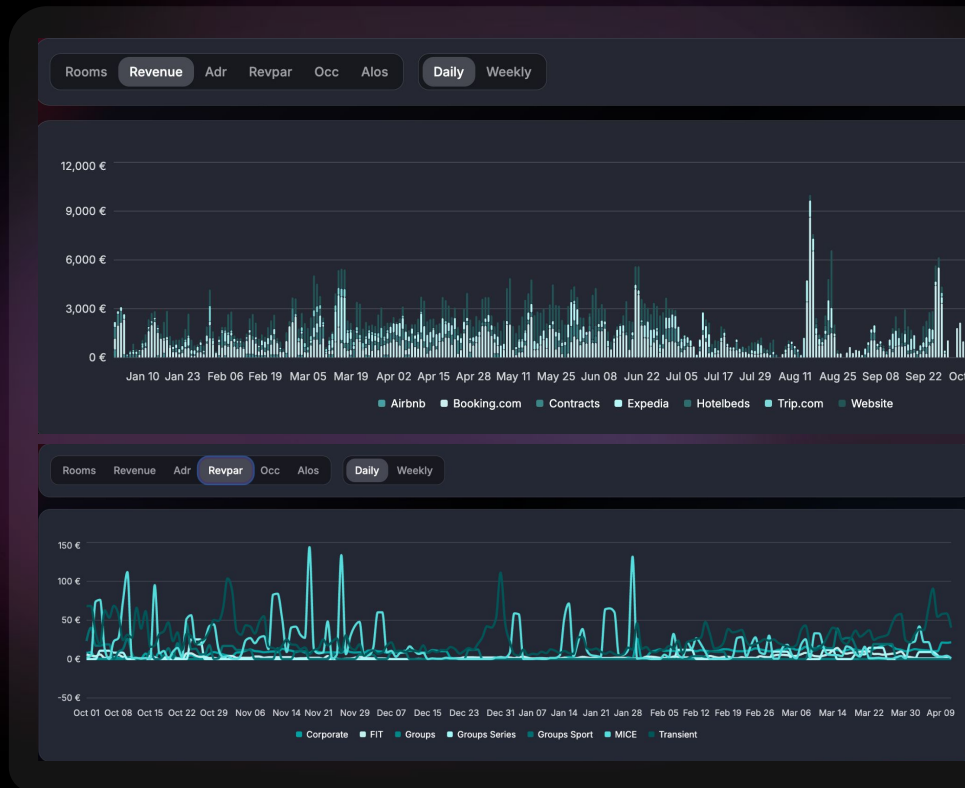 Rooms Revenue Adr Revpar Occ Alos Daily Weekly
12,000 €
9,000 €
6,000 €
3,000 €
0 €
Jan 10 Jan 23 Feb 06 Feb 19 Mar 05 Mar 19 Apr 02 Apr 15 Apr 28 May 11 May 25 Jun 08 Jun 22 Jul 05 Jul 17 Jul 29 Aug 11 Aug 25 Sep 08 Sep 22 Oct
Airbnb Booking.com Contracts Expedia Hotelbeds Trip.com Website
Rooms Revenue Adr Revpar Occ Alos Daily Weekly
150 €
100 €
50 €
0 €
-50 €
Oct 01 Oct 08 Oct 15 Oct 22 Oct 29 Nov 06 Nov 14 Nov 21 Nov 29 Dec 07 Dec 15 Dec 23 Dec 31 Jan 07 Jan 14 Jan 21 Jan 28 Feb 05 Feb 12 Feb 19 Feb 26 Mar 06 Mar 14 Mar 22 Mar 30 Apr 09
Corporate FIT Groups Groups Series Groups Sport MICE Transient